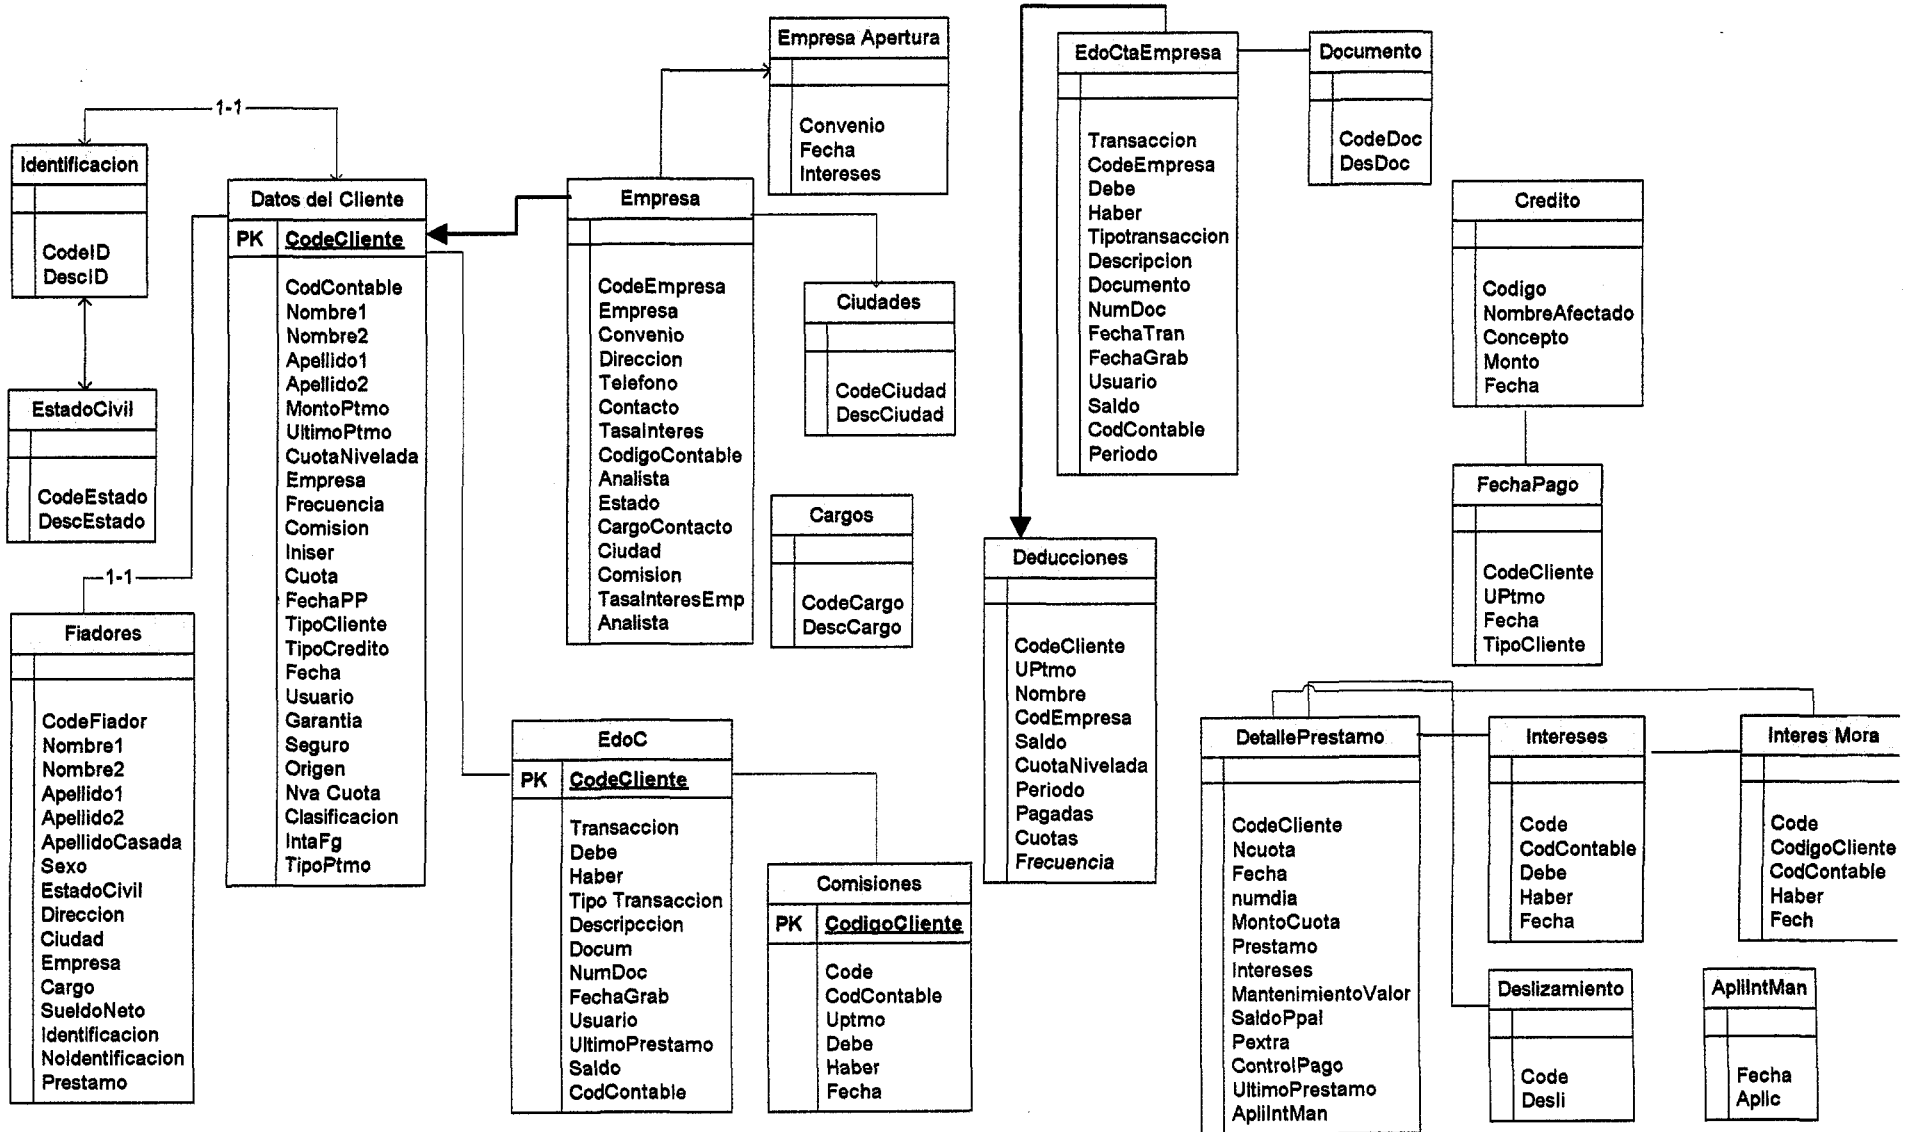 Empresa Apertura
Convenio
Fecha
Intereses
EdoCtaEmpresa
Transaccion
CodeEmpresa
Debe
Haber
Tipotransaccion
Descripcion
Documento
NumDoc
FechaTran
FechaGrab
Usuario
Saldo
CodContable
Periodo
Documento
CodeDoc
DesDoc
1-1
Identificacion
CodeID
DescID
Datos del Cliente
PK CodeCliente
CodContable
Nombre1
Nombre2
Apellido1
Apellido2
MontoPtmo
UltimoPtmo
CuotaNivelada
Empresa
Frecuencia
Comision
Iniser
Cuota
FechaPP
TipoCliente
TipoCredito
Fecha
Usuario
Garantia
Seguro
Origen
Nva Cuota
Clasificacion
IntaFg
TipoPtmo
Empresa
CodeEmpresa
Empresa
Convenio
Direccion
Telefono
Contacto
TasaInteres
CodigoContable
Analista
Estado
CargoContacto
Ciudad
Comision
TasaInteresEmp
Analista
Ciudades
CodeCiudad
DescCiudad
Credito
Codigo
NombreAfectado
Concepto
Monto
Fecha
EstadoCivil
CodeEstado
DescEstado
Cargos
CodeCargo
DescCargo
FechaPago
CodeCliente
UPtmo
Fecha
TipoCliente
Deducciones
CodeCliente
UPtmo
Nombre
CodEmpresa
Saldo
CuotaNivelada
Periodo
Pagadas
Cuotas
Frecuencia
1-1
Fiadores
CodeFiador
Nombre1
Nombre2
Apellido1
Apellido2
ApellidoCasada
Sexo
EstadoCivil
Direccion
Ciudad
Empresa
Cargo
SueldoNeto
Identificacion
NoIdentificacion
Prestamo
EdoC
PK CodeCliente
Transaccion
Debe
Haber
Tipo Transaccion
Descripccion
Docum
NumDoc
FechaGrab
Usuario
UltimoPrestamo
Saldo
CodContable
Comisiones
PK CodigoCliente
Code
CodContable
Uptmo
Debe
Haber
Fecha
DetallePrestamo
CodeCliente
Ncuota
Fecha
numdia
MontoCuota
Prestamo
Intereses
MantenimientoValor
SaldoPpal
Pextra
ControlPago
UltimoPrestamo
ApliIntMan
Intereses
Code
CodContable
Debe
Haber
Fecha
Interes Mora
Code
CodigoCliente
CodContable
Haber
Fech
Deslizamiento
Code
Desli
ApliIntMan
Fecha
Aplic